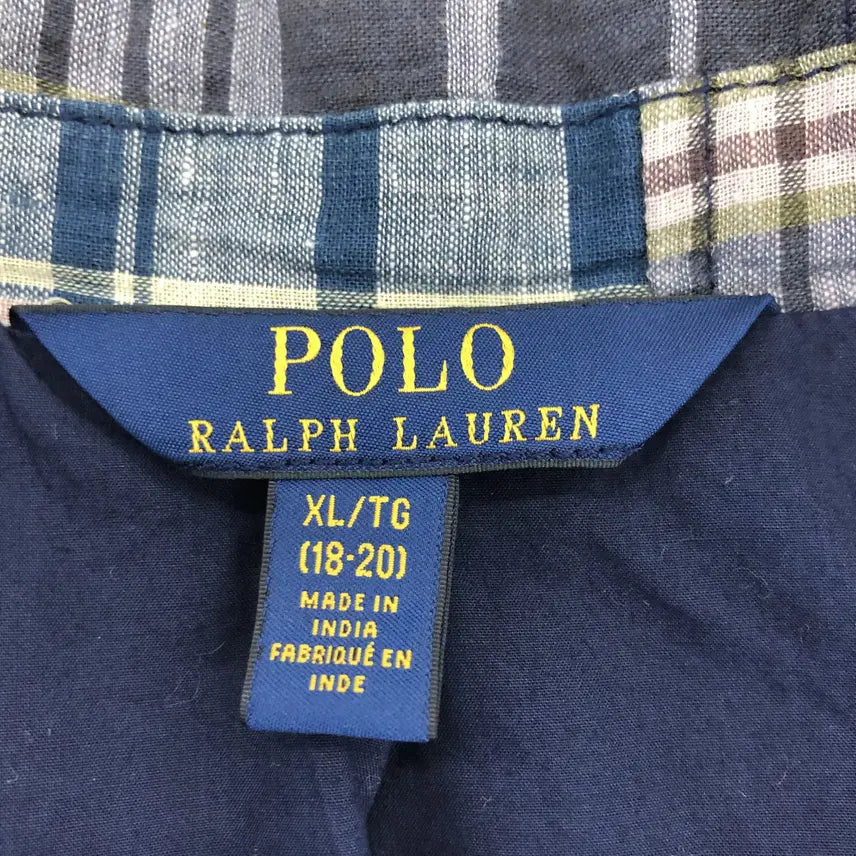 POLO
RALPH LAUREN
XL/TG
(18-20)
MADE IN
INDIA
FABRIQUÉ EN
INDE